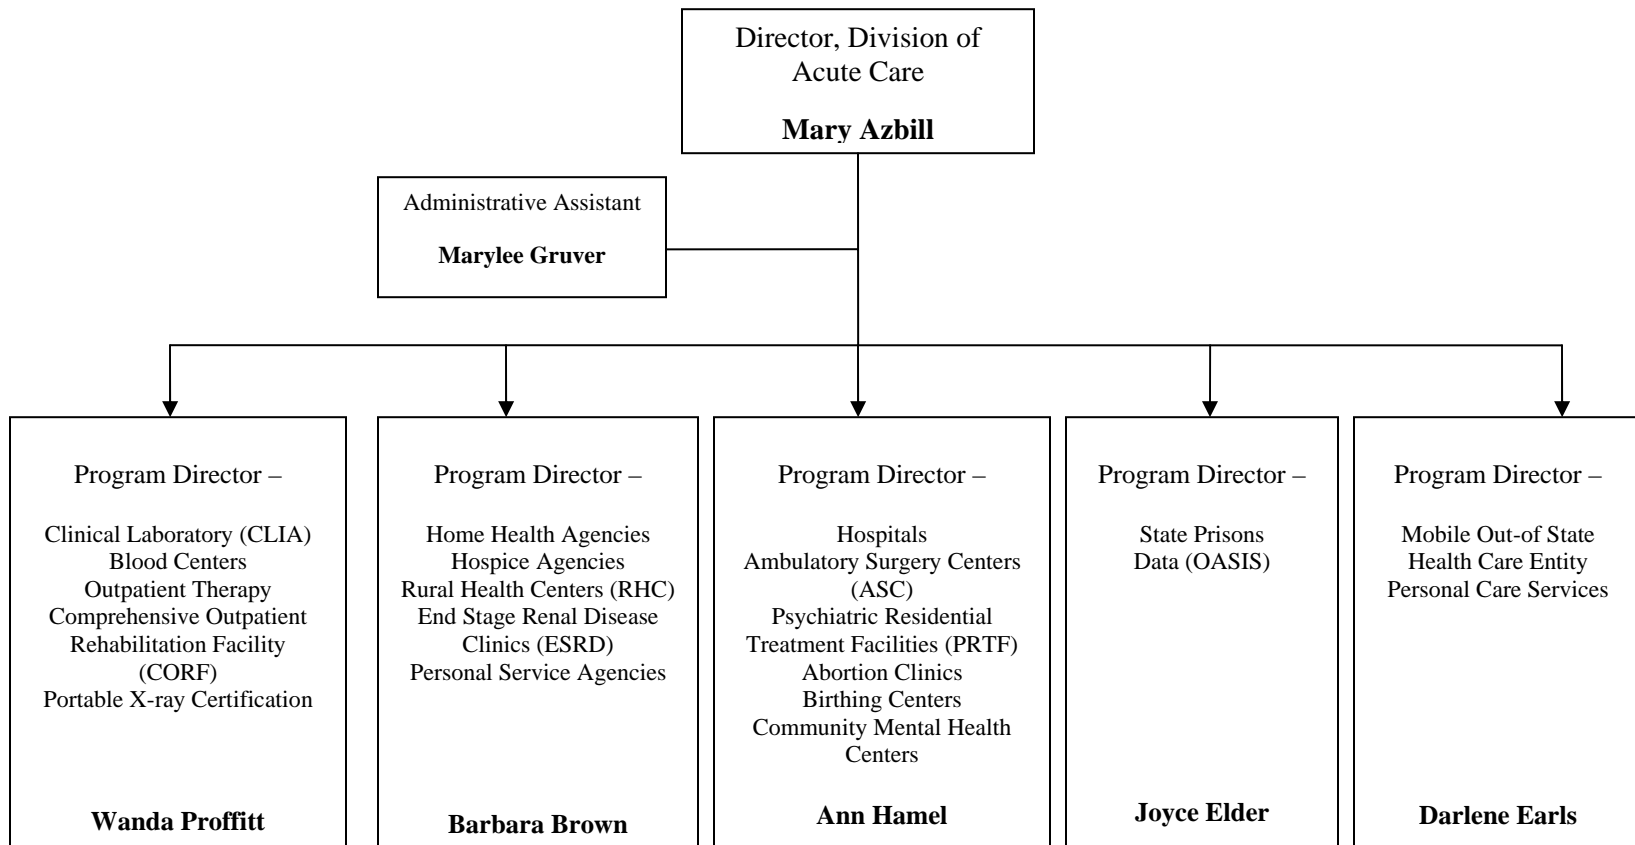 Director, Division of
Acute Care
Mary Azbill
Administrative Assistant
Marylee Gruver
Program Director –
Clinical Laboratory (CLIA)
Blood Centers
Outpatient Therapy
Comprehensive Outpatient
Rehabilitation Facility
(CORF)
Portable X-ray Certification
Wanda Proffitt
Program Director –
Home Health Agencies
Hospice Agencies
Rural Health Centers (RHC)
End Stage Renal Disease
Clinics (ESRD)
Personal Service Agencies
Barbara Brown
Program Director –
Hospitals
Ambulatory Surgery Centers
(ASC)
Psychiatric Residential
Treatment Facilities (PRTF)
Abortion Clinics
Birthing Centers
Community Mental Health
Centers
Ann Hamel
Program Director –
State Prisons
Data (OASIS)
Joyce Elder
Program Director –
Mobile Out-of State
Health Care Entity
Personal Care Services
Darlene Earls